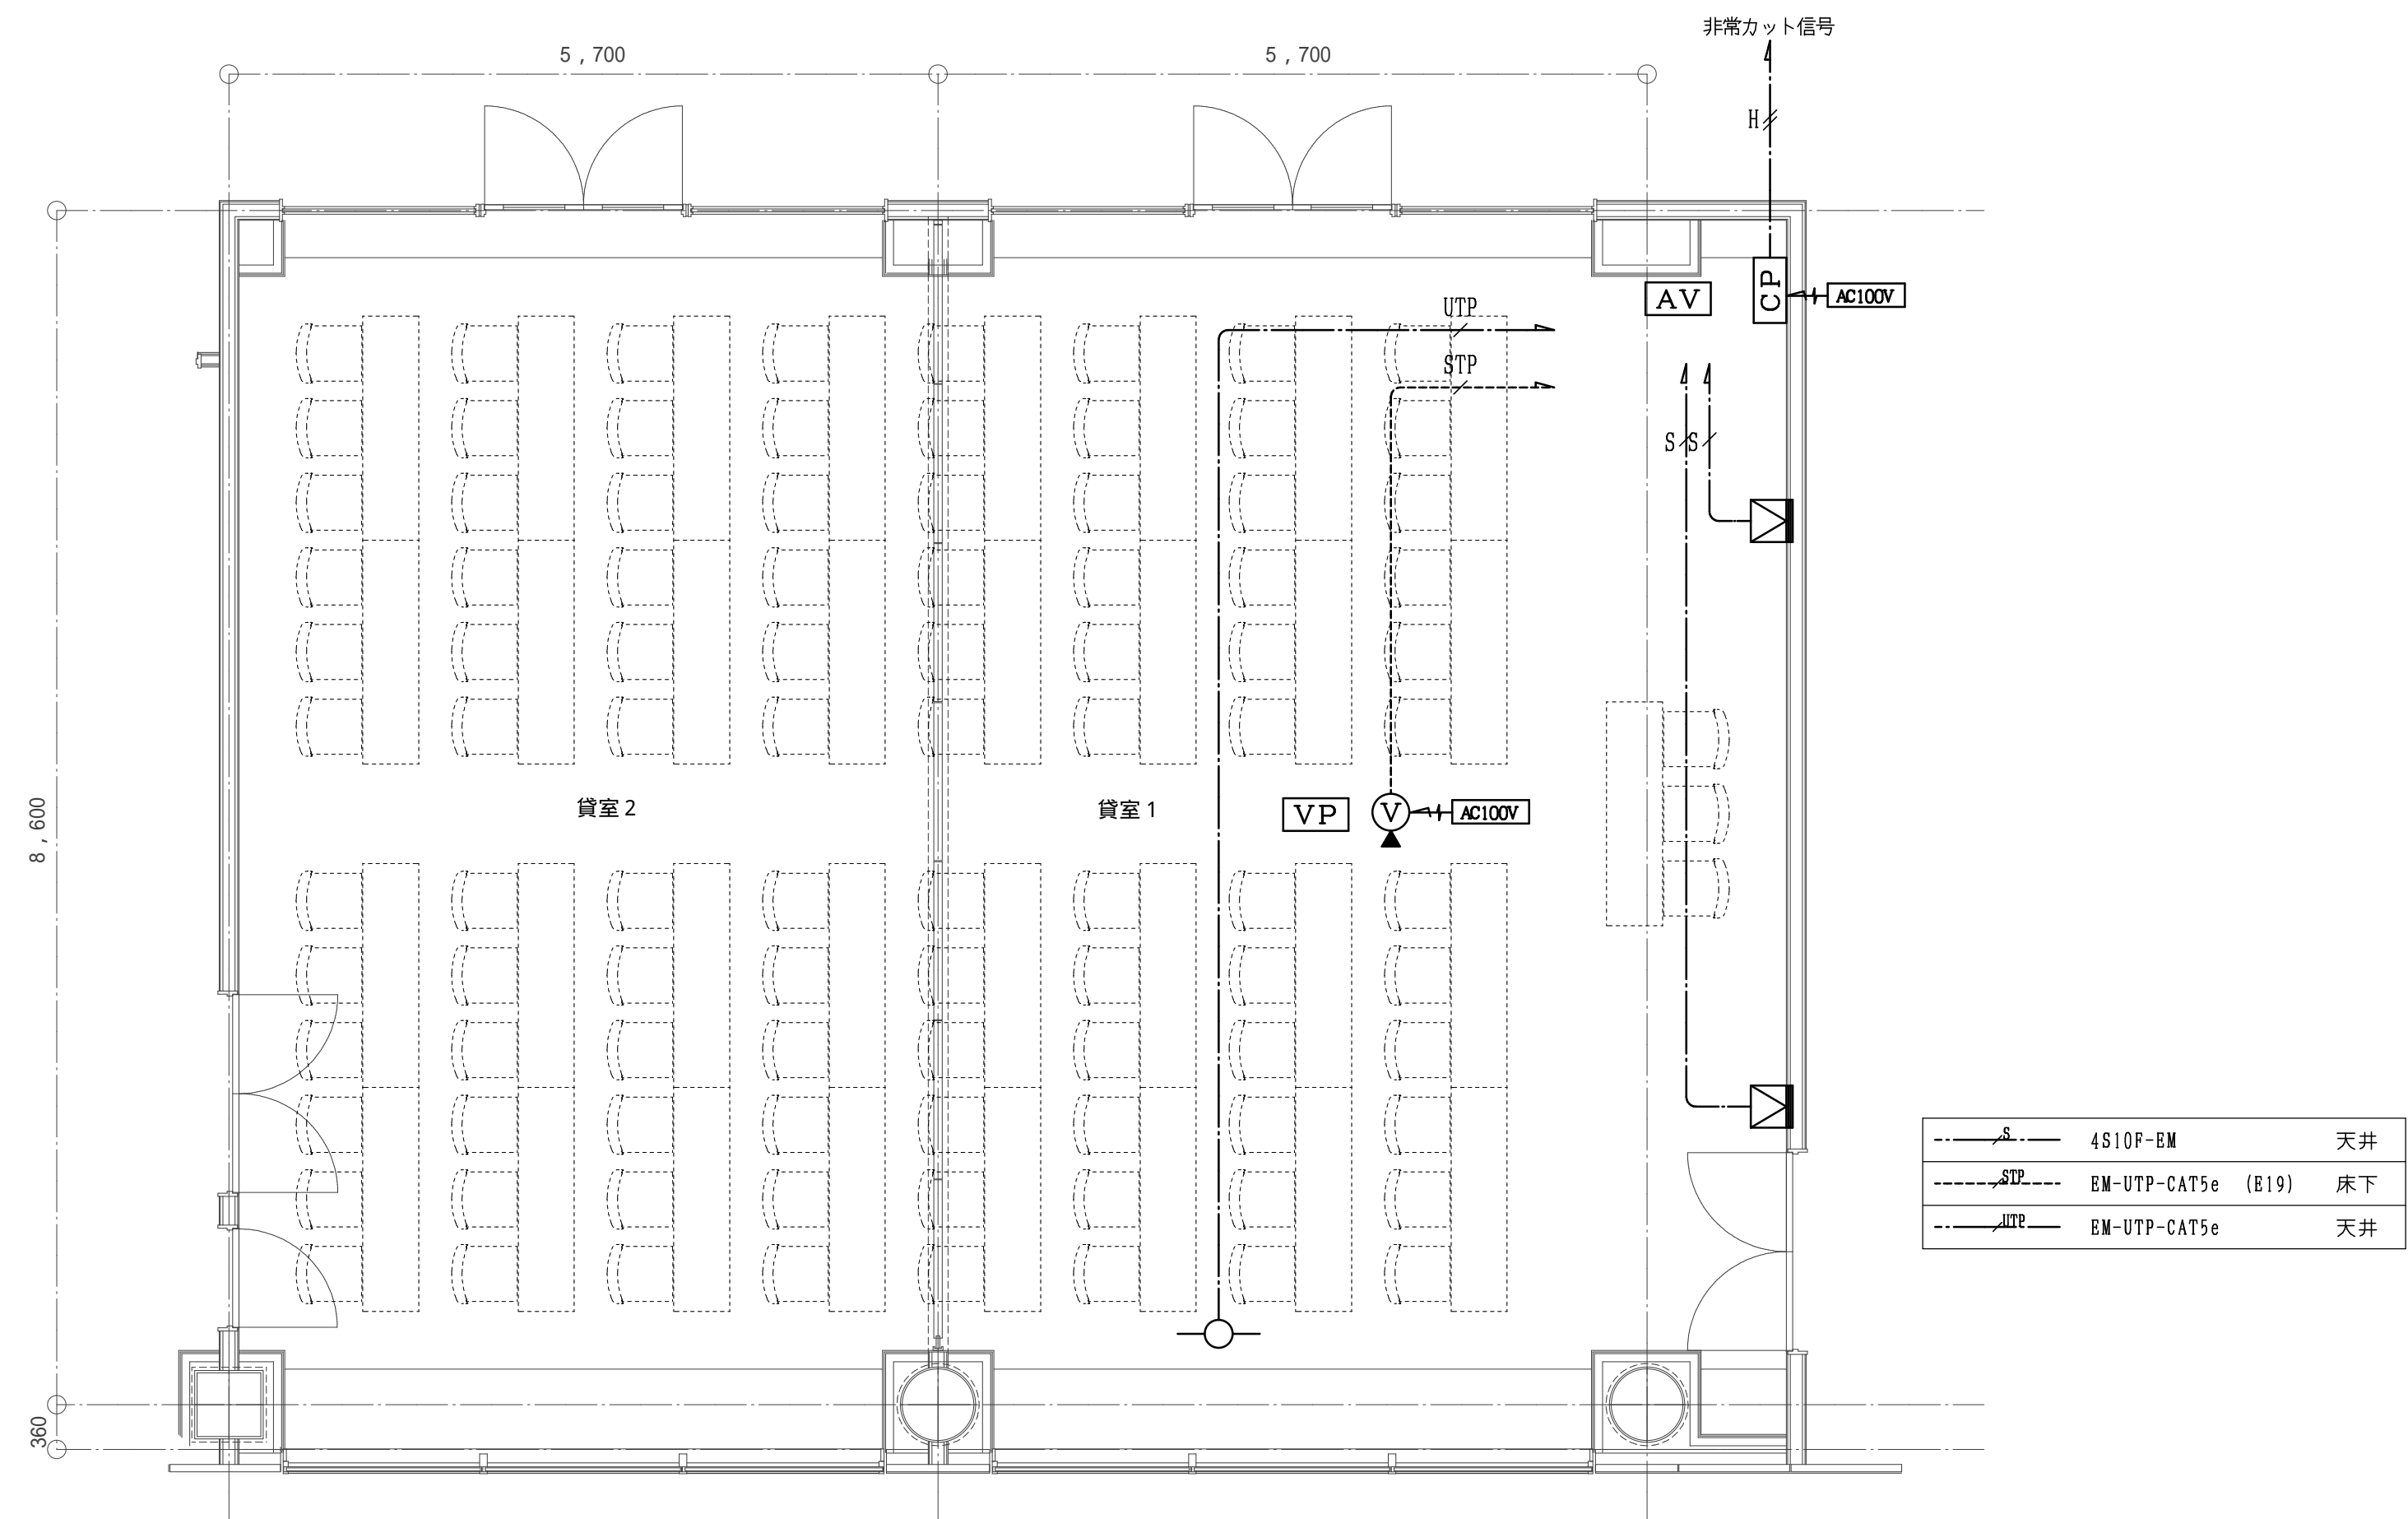 非常カット信号
5,700
5,700
H
AV
CP
AC100V
UTP
STP
S
S
8,600
貸室2
貸室1
VP
V
AC100V
S 4S10F-EM 天井
STP EM-UTP-CAT5e (E19) 床下
UTP EM-UTP-CAT5e 天井
360